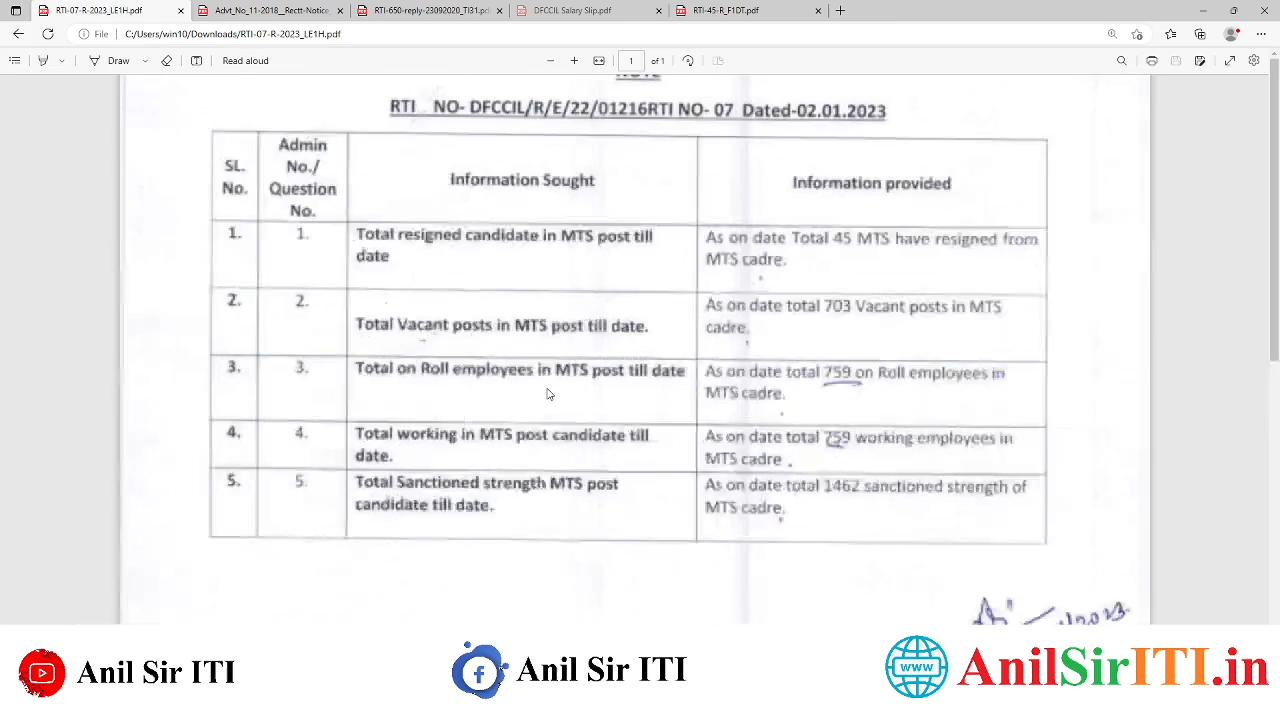 RTI-07-R-2023_LE1H.pdf
Advt_No_11-2018__Rectt-Notice_
RTI-650-reply-23092020_TI31.pd
DFCCIL Salary Slip.pdf
RTI-45-R_F1DT.pdf
File C:/Users/win10/Downloads/RTI-07-R-2023_LE1H.pdf
Draw Read aloud 1 of 1
NOTE
RTI NO- DFCCIL/R/E/22/01216RTI NO- 07 Dated-02.01.2023
SL. No.
Admin No./ Question No.
Information Sought
Information provided
1. 1. Total resigned candidate in MTS post till
date
As on date Total 45 MTS have resigned from
MTS cadre.
2. 2. Total Vacant posts in MTS post till date.
As on date total 703 Vacant posts in MTS
cadre.
3. 3. Total on Roll employees in MTS post till date
As on date total 759 on Roll employees in
MTS cadre.
4. 4. Total working in MTS post candidate till
date.
As on date total 759 working employees in
MTS cadre.
5. 5. Total Sanctioned strength MTS post
candidate till date.
As on date total 1462 sanctioned strength of
MTS cadre.
Anil Sir ITI
f Anil Sir ITI
www AnilSirITI.in